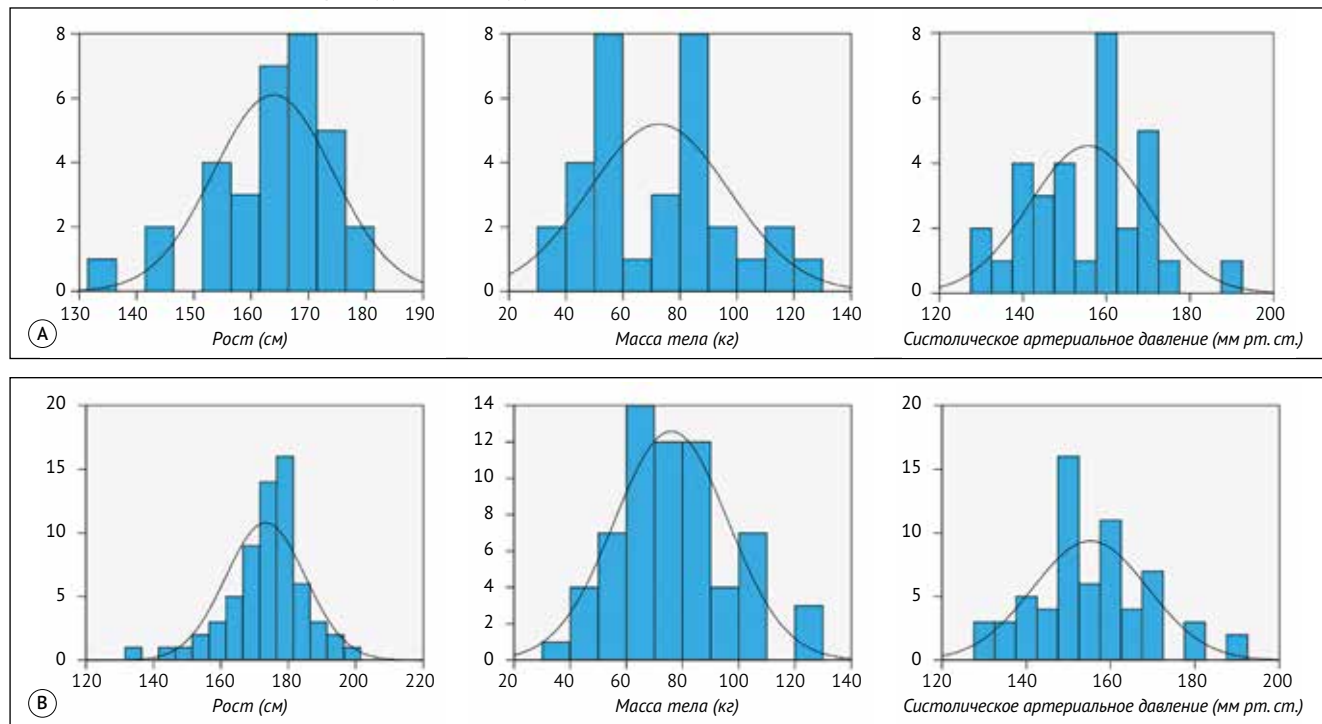 8
6
4
2
0
130 140 150 160 170 180 190
Рост (см)
8
6
4
2
0
20 40 60 80 100 120 140
Масса тела (кг)
8
6
4
2
0
120 140 160 180 200
Систолическое артериальное давление (мм рт. ст.)
A
20
15
10
5
0
120 140 160 180 200 220
Рост (см)
14
12
10
8
6
4
2
0
20 40 60 80 100 120 140
Масса тела (кг)
20
15
10
5
0
120 140 160 180 200
Систолическое артериальное давление (мм рт. ст.)
B